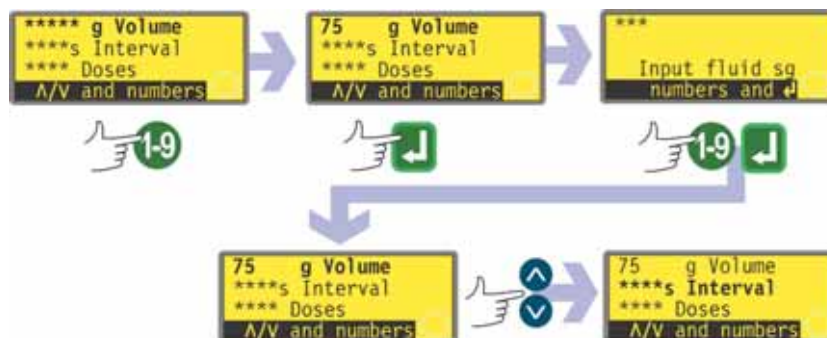 ***** g Volume
****s Interval
**** Doses
Λ/V and numbers
75 g Volume
****s Interval
**** Doses
Λ/V and numbers
***
Input fluid sg
numbers and ↲
1-9
1-9
75 g Volume
****s Interval
**** Doses
Λ/V and numbers
75 g Volume
****s Interval
**** Doses
Λ/V and numbers